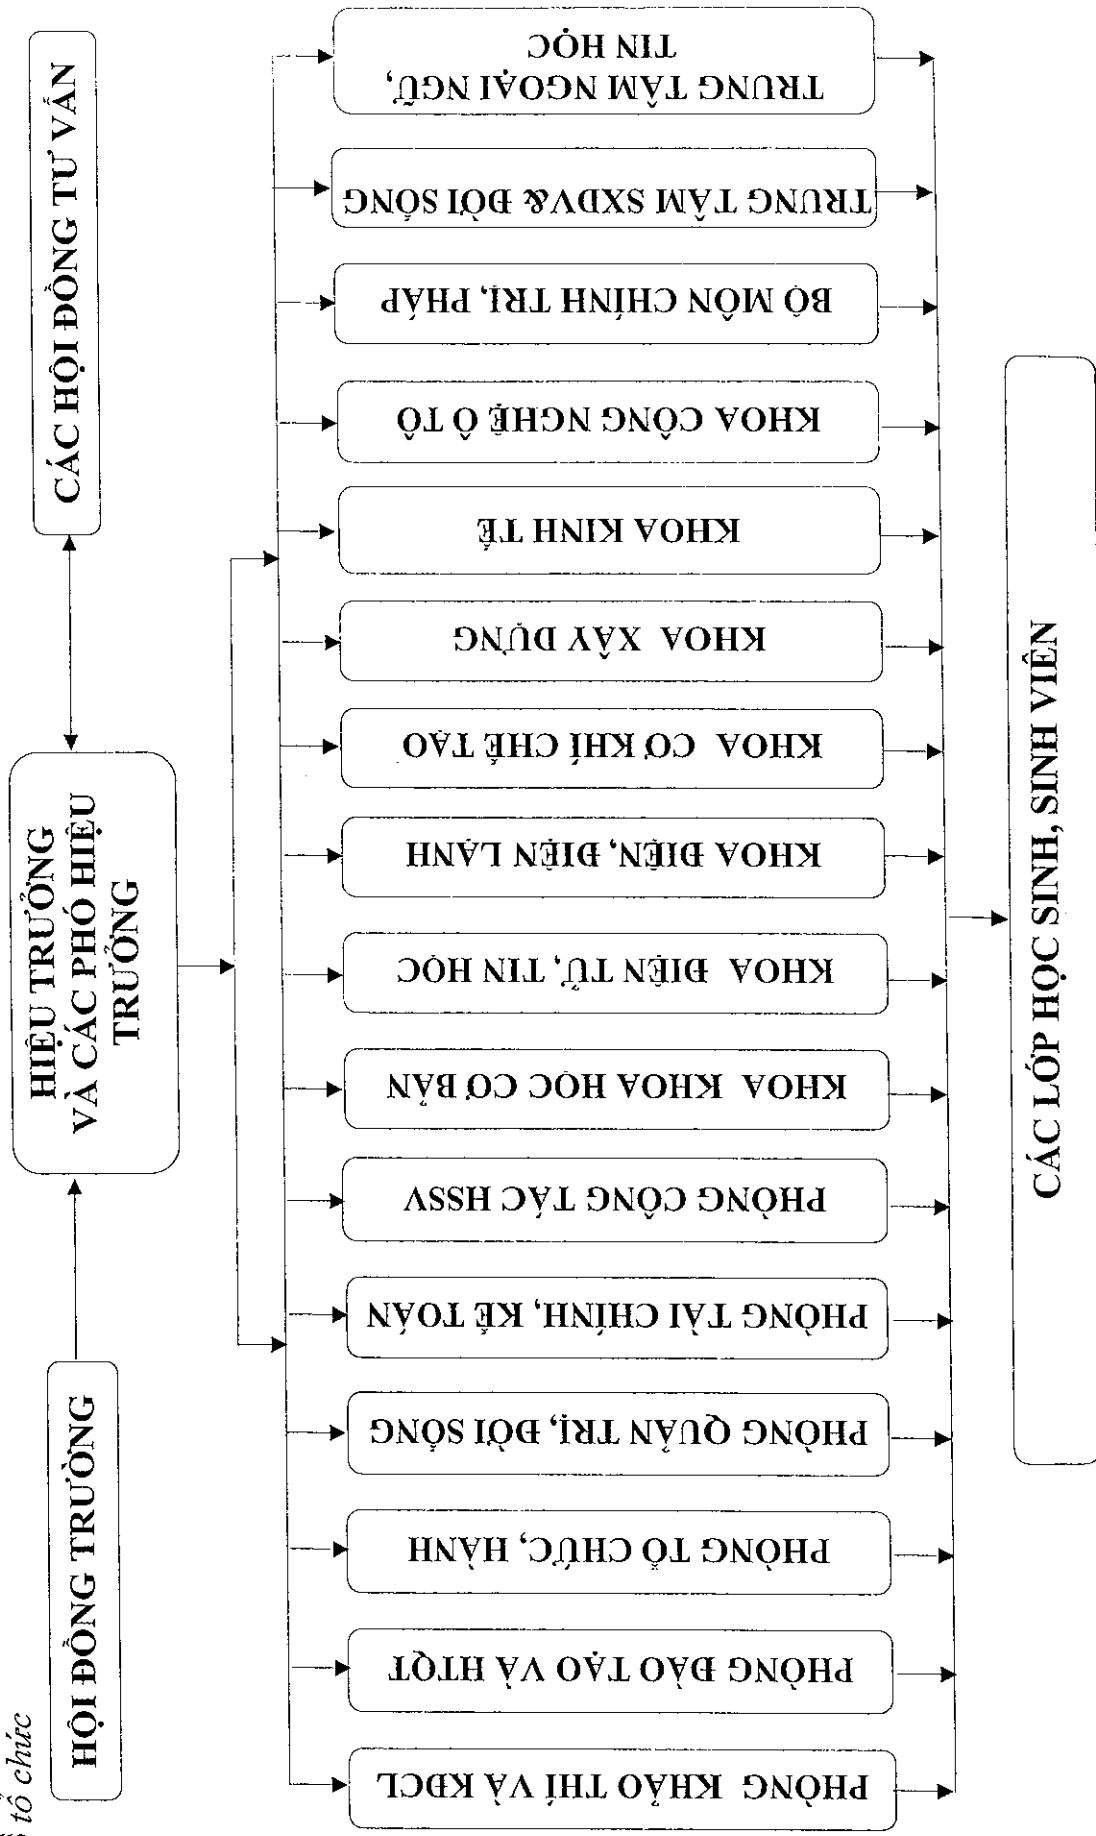 tổ chức
HỘI ĐỒNG TRƯỜNG
HIỆU TRƯỞNG
VÀ CÁC PHÓ HIỆU
TRƯỞNG
CÁC HỘI ĐỒNG TƯ VẤN
PHÒNG KHẢO THÍ VÀ KĐCL
PHÒNG ĐÀO TẠO VÀ HTQT
PHÒNG TỔ CHỨC, HÀNH
PHÒNG QUẢN TRỊ, ĐỜI SỐNG
PHÒNG TÀI CHÍNH, KẾ TOÁN
PHÒNG CÔNG TÁC HSSV
KHOA KHOA HỌC CƠ BẢN
KHOA ĐIỆN TỬ, TIN HỌC
KHOA ĐIỆN, ĐIỆN LẠNH
KHOA CƠ KHÍ CHẾ TẠO
KHOA XÂY DỰNG
KHOA KINH TẾ
KHOA CÔNG NGHỆ Ô TÔ
BỘ MÔN CHÍNH TRỊ, PHÁP
TRUNG TÂM SXDV& ĐỜI SỐNG
TRUNG TÂM NGOẠI NGỮ,
TIN HỌC
CÁC LỚP HỌC SINH, SINH VIÊN